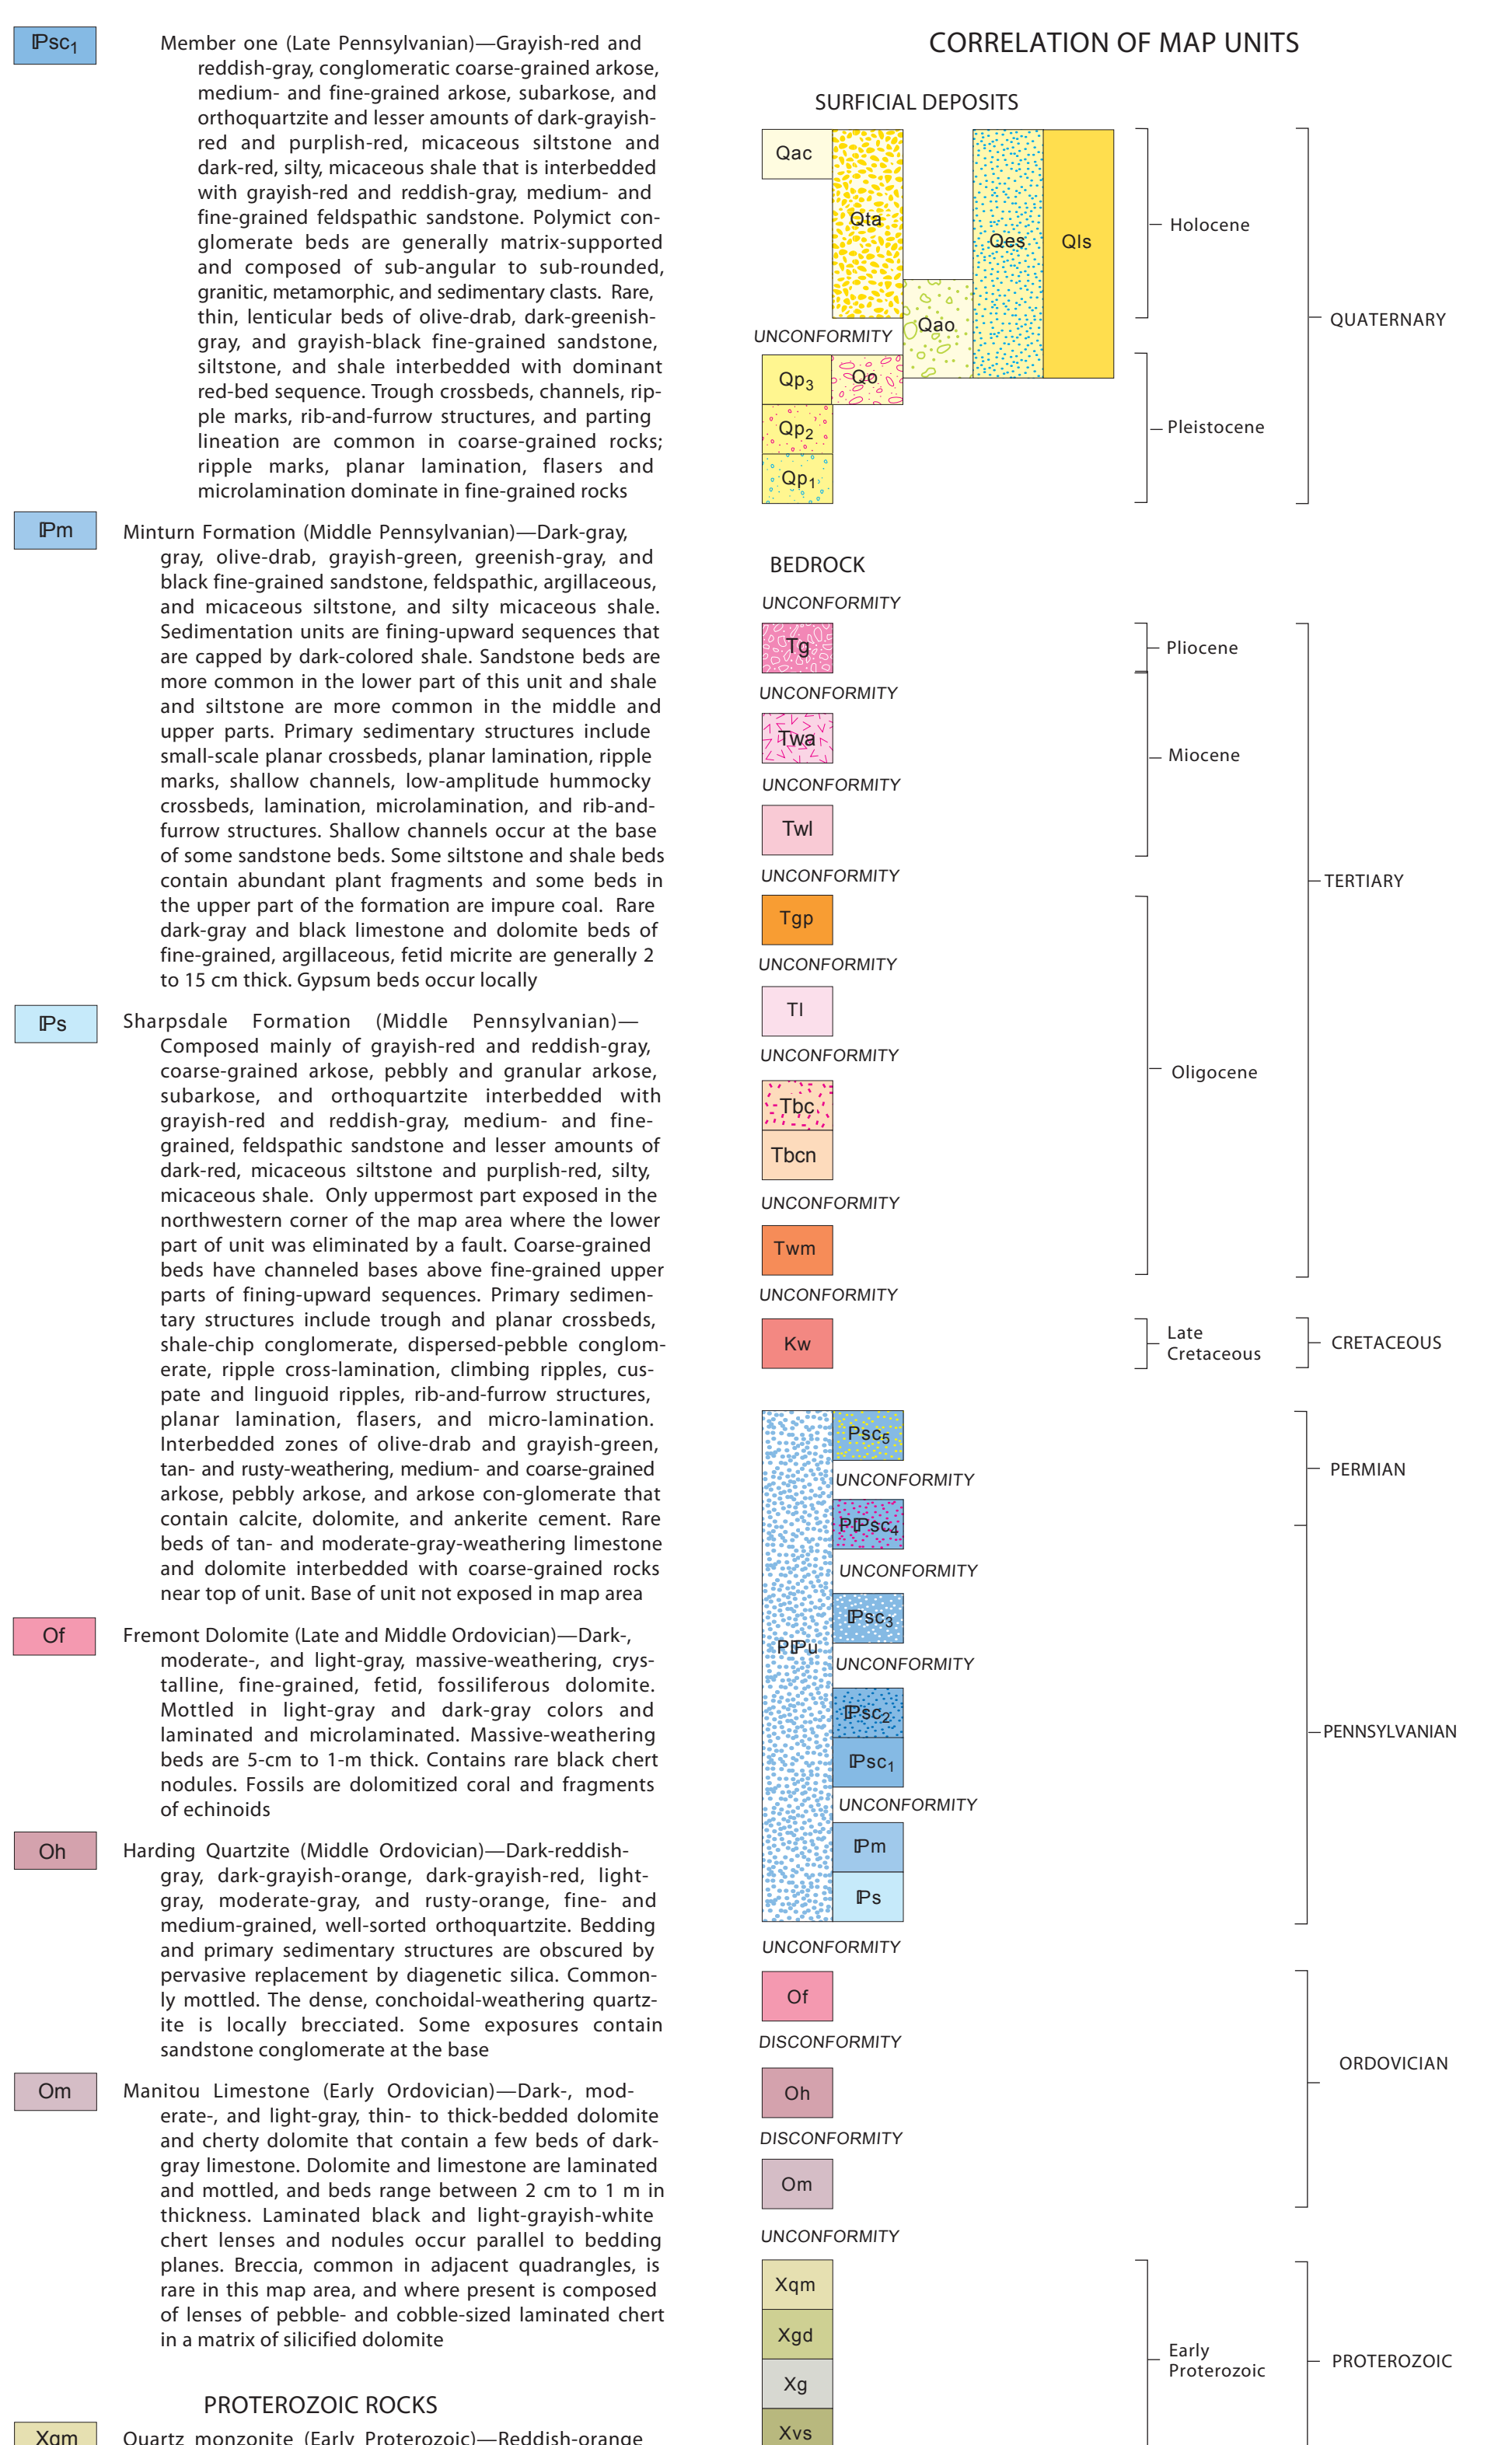 ℙsc1
Member one (Late Pennsylvanian)—Grayish-red and
reddish-gray, conglomeratic coarse-grained arkose,
medium- and fine-grained arkose, subarkose, and
orthoquartzite and lesser amounts of dark-grayish-
red and purplish-red, micaceous siltstone and
dark-red, silty, micaceous shale that is interbedded
with grayish-red and reddish-gray, medium- and
fine-grained feldspathic sandstone. Polymict con-
glomerate beds are generally matrix-supported
and composed of sub-angular to sub-rounded,
granitic, metamorphic, and sedimentary clasts. Rare,
thin, lenticular beds of olive-drab, dark-greenish-
gray, and grayish-black fine-grained sandstone,
siltstone, and shale interbedded with dominant
red-bed sequence. Trough crossbeds, channels, rip-
ple marks, rib-and-furrow structures, and parting
lineation are common in coarse-grained rocks;
ripple marks, planar lamination, flasers and
microlamination dominate in fine-grained rocks
ℙm
Minturn Formation (Middle Pennsylvanian)—Dark-gray,
gray, olive-drab, grayish-green, greenish-gray, and
black fine-grained sandstone, feldspathic, argillaceous,
and micaceous siltstone, and silty micaceous shale.
Sedimentation units are fining-upward sequences that
are capped by dark-colored shale. Sandstone beds are
more common in the lower part of this unit and shale
and siltstone are more common in the middle and
upper parts. Primary sedimentary structures include
small-scale planar crossbeds, planar lamination, ripple
marks, shallow channels, low-amplitude hummocky
crossbeds, lamination, microlamination, and rib-and-
furrow structures. Shallow channels occur at the base
of some sandstone beds. Some siltstone and shale beds
contain abundant plant fragments and some beds in
the upper part of the formation are impure coal. Rare
dark-gray and black limestone and dolomite beds of
fine-grained, argillaceous, fetid micrite are generally 2
to 15 cm thick. Gypsum beds occur locally
ℙs
Sharpsdale Formation (Middle Pennsylvanian)—
Composed mainly of grayish-red and reddish-gray,
coarse-grained arkose, pebbly and granular arkose,
subarkose, and orthoquartzite interbedded with
grayish-red and reddish-gray, medium- and fine-
grained, feldspathic sandstone and lesser amounts of
dark-red, micaceous siltstone and purplish-red, silty,
micaceous shale. Only uppermost part exposed in the
northwestern corner of the map area where the lower
part of unit was eliminated by a fault. Coarse-grained
beds have channeled bases above fine-grained upper
parts of fining-upward sequences. Primary sedimen-
tary structures include trough and planar crossbeds,
shale-chip conglomerate, dispersed-pebble conglom-
erate, ripple cross-lamination, climbing ripples, cus-
pate and linguoid ripples, rib-and-furrow structures,
planar lamination, flasers, and micro-lamination.
Interbedded zones of olive-drab and grayish-green,
tan- and rusty-weathering, medium- and coarse-grained
arkose, pebbly arkose, and arkose con-glomerate that
contain calcite, dolomite, and ankerite cement. Rare
beds of tan- and moderate-gray-weathering limestone
and dolomite interbedded with coarse-grained rocks
near top of unit. Base of unit not exposed in map area
Of
Fremont Dolomite (Late and Middle Ordovician)—Dark-,
moderate-, and light-gray, massive-weathering, crys-
talline, fine-grained, fetid, fossiliferous dolomite.
Mottled in light-gray and dark-gray colors and
laminated and microlaminated. Massive-weathering
beds are 5-cm to 1-m thick. Contains rare black chert
nodules. Fossils are dolomitized coral and fragments
of echinoids
Oh
Harding Quartzite (Middle Ordovician)—Dark-reddish-
gray, dark-grayish-orange, dark-grayish-red, light-
gray, moderate-gray, and rusty-orange, fine- and
medium-grained, well-sorted orthoquartzite. Bedding
and primary sedimentary structures are obscured by
pervasive replacement by diagenetic silica. Common-
ly mottled. The dense, conchoidal-weathering quartz-
ite is locally brecciated. Some exposures contain
sandstone conglomerate at the base
Om
Manitou Limestone (Early Ordovician)—Dark-, mod-
erate-, and light-gray, thin- to thick-bedded dolomite
and cherty dolomite that contain a few beds of dark-
gray limestone. Dolomite and limestone are laminated
and mottled, and beds range between 2 cm to 1 m in
thickness. Laminated black and light-grayish-white
chert lenses and nodules occur parallel to bedding
planes. Breccia, common in adjacent quadrangles, is
rare in this map area, and where present is composed
of lenses of pebble- and cobble-sized laminated chert
in a matrix of silicified dolomite
PROTEROZOIC ROCKS
Xqm
Quartz monzonite (Early Proterozoic)—Reddish-orange
CORRELATION OF MAP UNITS
SURFICIAL DEPOSITS
Qac
Qta
Qes
Qls
Holocene
Qao
QUATERNARY
UNCONFORMITY
Qp3
Qo
Qp2
Pleistocene
Qp1
BEDROCK
UNCONFORMITY
Tg
Pliocene
UNCONFORMITY
Twa
Miocene
UNCONFORMITY
Twl
UNCONFORMITY
TERTIARY
Tgp
UNCONFORMITY
Tl
UNCONFORMITY
Oligocene
Tbc
Tbcn
UNCONFORMITY
Twm
UNCONFORMITY
Kw
Late
Cretaceous
CRETACEOUS
Psc5
PERMIAN
UNCONFORMITY
Pℙsc4
UNCONFORMITY
ℙsc3
Pℙu
UNCONFORMITY
ℙsc2
PENNSYLVANIAN
ℙsc1
UNCONFORMITY
ℙm
ℙs
UNCONFORMITY
Of
DISCONFORMITY
ORDOVICIAN
Oh
DISCONFORMITY
Om
UNCONFORMITY
Xqm
Xgd
Early
Proterozoic
PROTEROZOIC
Xg
Xvs